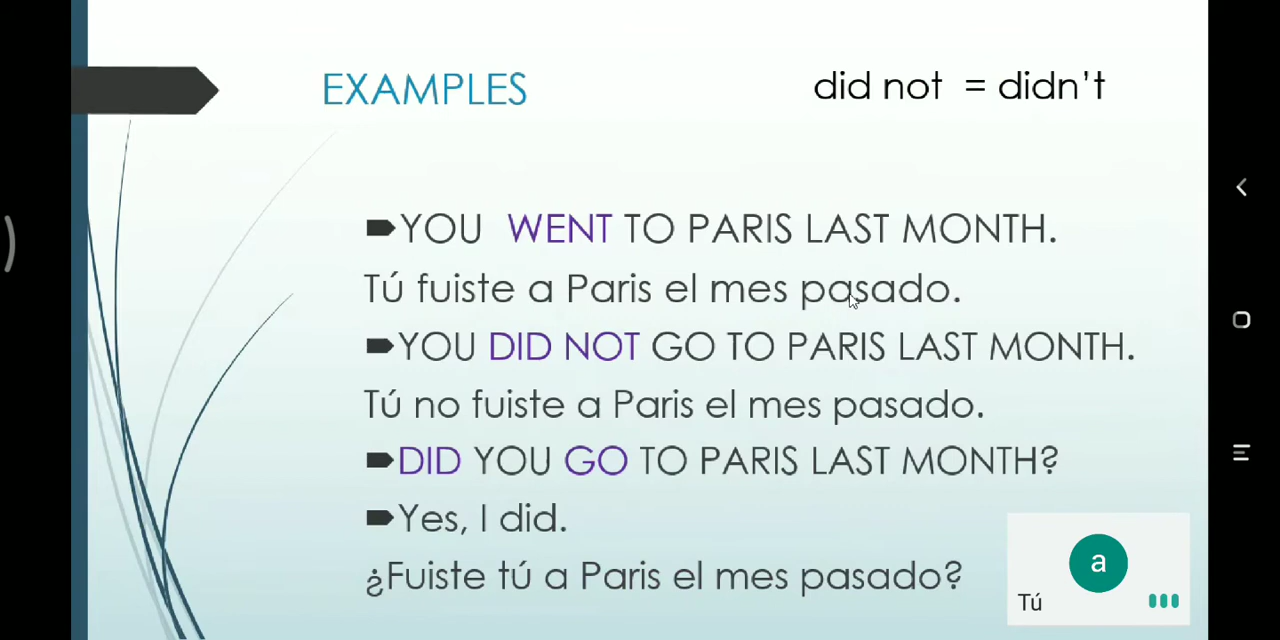 EXAMPLES
did not = didn't
YOU WENT TO PARIS LAST MONTH.
Tú fuiste a Paris el mes pasado.
YOU DID NOT GO TO PARIS LAST MONTH.
Tú no fuiste a Paris el mes pasado.
DID YOU GO TO PARIS LAST MONTH?
Yes, I did.
¿Fuiste tú a Paris el mes pasado?
a
Tú